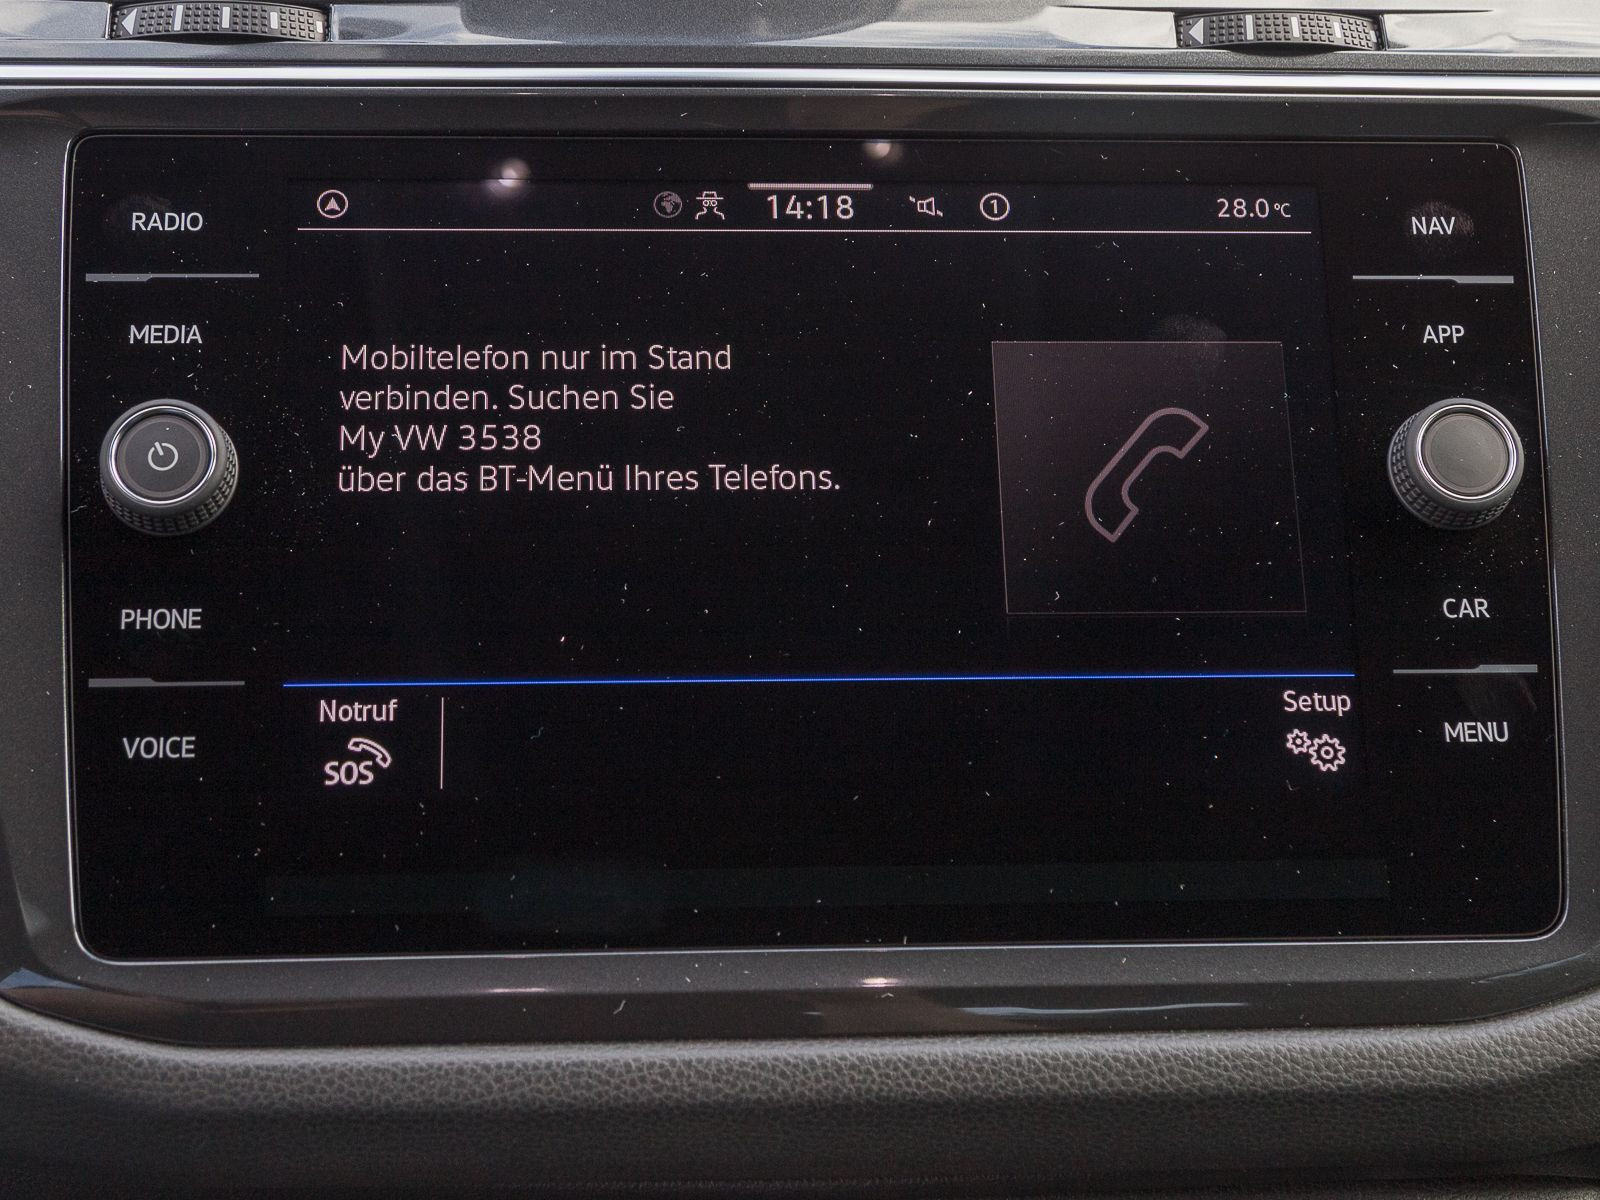 RADIO
MEDIA
PHONE
VOICE
14:18
1
28.0°C
Mobiltelefon nur im Stand
verbinden. Suchen Sie
My VW 3538
über das BT-Menü Ihres Telefons.
Notruf
SOS
Setup
NAV
APP
CAR
MENU